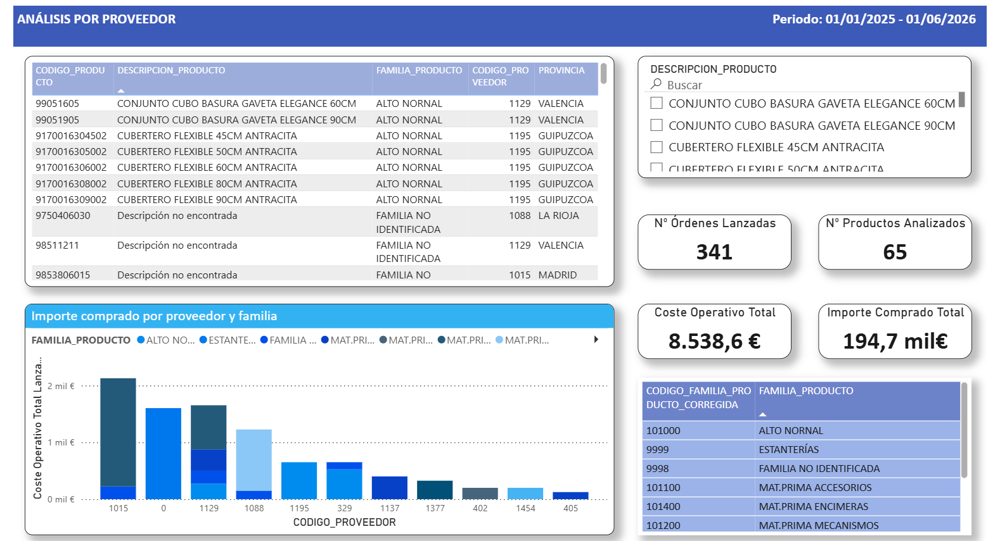 ANÁLISIS POR PROVEEDOR
Periodo: 01/01/2025 - 01/06/2026
CODIGO_PRODU
CTO
DESCRIPCION_PRODUCTO
FAMILIA_PRODUCTO
CODIGO_PRO
VEEDOR
PROVINCIA
99051605 CONJUNTO CUBO BASURA GAVETA ELEGANCE 60CM ALTO NORNAL 1129 VALENCIA
99051905 CONJUNTO CUBO BASURA GAVETA ELEGANCE 90CM ALTO NORNAL 1129 VALENCIA
9170016304502 CUBERTERO FLEXIBLE 45CM ANTRACITA ALTO NORNAL 1195 GUIPUZCOA
9170016305002 CUBERTERO FLEXIBLE 50CM ANTRACITA ALTO NORNAL 1195 GUIPUZCOA
9170016306002 CUBERTERO FLEXIBLE 60CM ANTRACITA ALTO NORNAL 1195 GUIPUZCOA
9170016308002 CUBERTERO FLEXIBLE 80CM ANTRACITA ALTO NORNAL 1195 GUIPUZCOA
9170016309002 CUBERTERO FLEXIBLE 90CM ANTRACITA ALTO NORNAL 1195 GUIPUZCOA
9750406030 Descripción no encontrada FAMILIA NO 1088 LA RIOJA
IDENTIFICADA
98511211 Descripción no encontrada FAMILIA NO 1129 VALENCIA
IDENTIFICADA
9853806015 Descripción no encontrada FAMILIA NO 1015 MADRID
DESCRIPCION_PRODUCTO
Buscar
CONJUNTO CUBO BASURA GAVETA ELEGANCE 60CM
CONJUNTO CUBO BASURA GAVETA ELEGANCE 90CM
CUBERTERO FLEXIBLE 45CM ANTRACITA
CUBERTERO FLEXIBLE 50CM ANTRACITA
Nº Órdenes Lanzadas
341
Nº Productos Analizados
65
Coste Operativo Total
8.538,6 €
Importe Comprado Total
194,7 mil€
Importe comprado por proveedor y familia
FAMILIA_PRODUCTO ALTO NO... ESTANTE... FAMILIA ... MAT.PRI... MAT.PRI... MAT.PRI... MAT.PRI...
Coste Operativo Total Lanza...
2 mil €
1 mil €
0 mil €
1015 0 1129 1088 1195 329 1137 1377 402 1454 405
CODIGO_PROVEEDOR
CODIGO_FAMILIA_PRO
DUCTO_CORREGIDA
FAMILIA_PRODUCTO
101000 ALTO NORNAL
9999 ESTANTERÍAS
9998 FAMILIA NO IDENTIFICADA
101100 MAT.PRIMA ACCESORIOS
101400 MAT.PRIMA ENCIMERAS
101200 MAT.PRIMA MECANISMOS